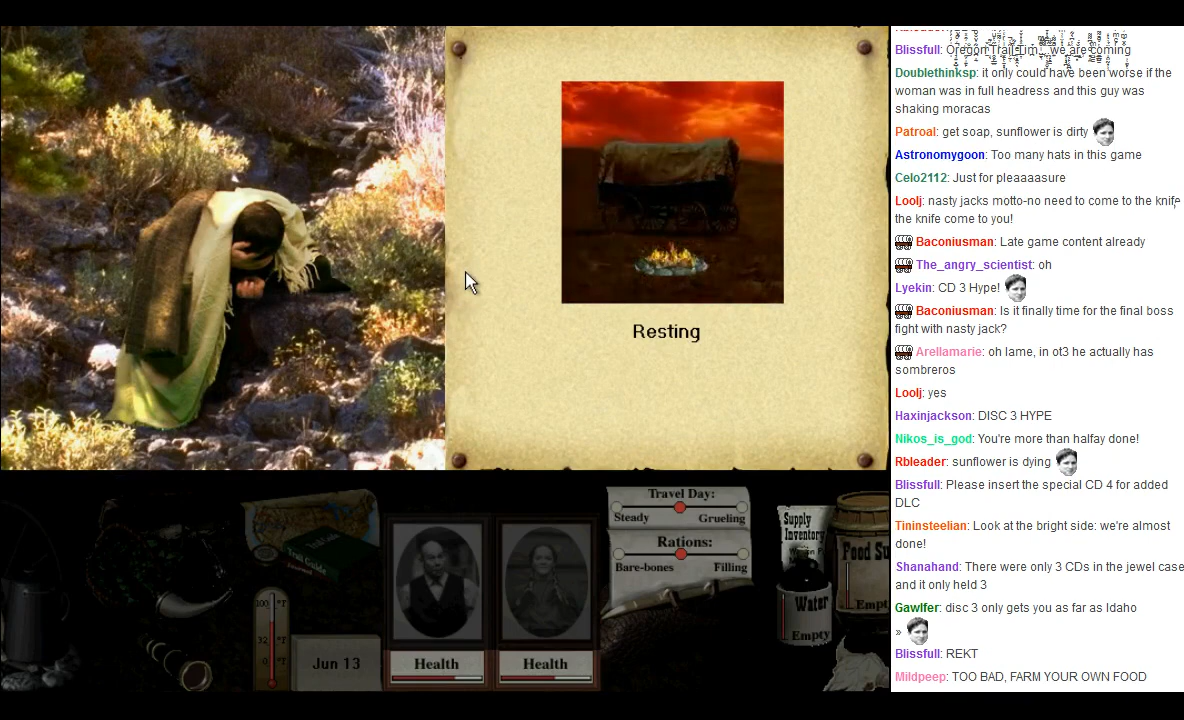 Resting
Travel Day:
Steady
Grueling
Rations:
Bare-bones
Filling
Supply
Inventory
Food Su
Water
Empty
Empt
Trail Guide
100 °F
32 °F
0 °F
Jun 13
Health
Health
Blissfull: OregonTrail-Tim_ we are coming
Doublethinksp: it only could have been worse if the
woman was in full headress and this guy was
shaking moracas
Patroal: get soap, sunflower is dirty
Astronomygoon: Too many hats in this game
Celo2112: Just for pleaaaasure
Loolj: nasty jacks motto-no need to come to the knife
the knife come to you!
Baconiusman: Late game content already
The_angry_scientist: oh
Lyekin: CD 3 Hype!
Baconiusman: Is it finally time for the final boss
fight with nasty jack?
Arellamarie: oh lame, in ot3 he actually has
sombreros
Loolj: yes
Haxinjackson: DISC 3 HYPE
Nikos_is_god: You're more than halfay done!
Rbleader: sunflower is dying
Blissfull: Please insert the special CD 4 for added
DLC
Tininsteelian: Look at the bright side: we're almost
done!
Shanahand: There were only 3 CDs in the jewel case
and it only held 3
Gawlfer: disc 3 only gets you as far as Idaho
»
Blissfull: REKT
Mildpeep: TOO BAD, FARM YOUR OWN FOOD